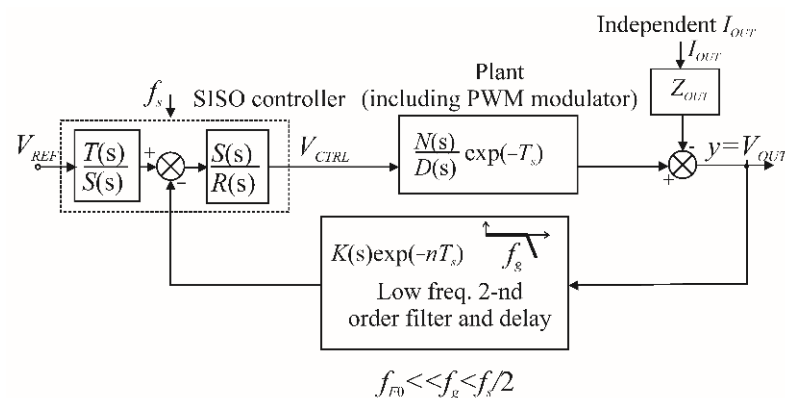 Independent I_OUT
I_OUT
Plant
f_s SISO controller (including PWM modulator)
Z_OUT
V_REF
T(s)
S(s)
+
-
S(s)
R(s)
V_CTRL
N(s)
D(s)
exp(-T_s)
-
+
y=V_OUT
K(s)exp(-nT_s) f_g
Low freq. 2-nd
order filter and delay
f_F0<<f_g<f_s/2